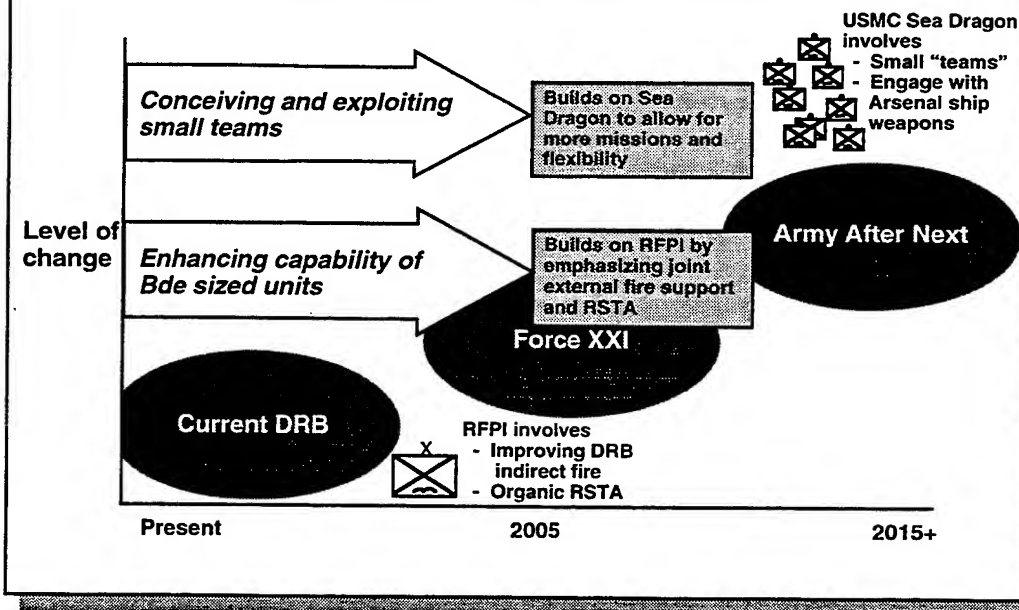 USMC Sea Dragon
involves
- Small "teams"
- Engage with
Arsenal ship
weapons
Conceiving and exploiting
small teams
Builds on Sea
Dragon to allow for
more missions and
flexibility
Level of
change
Enhancing capability of
Bde sized units
Builds on RFPI by
emphasizing joint
external fire support
and RSTA
Army After Next
Force XXI
Current DRB
X
RFPI involves
- Improving DRB
indirect fire
- Organic RSTA
Present
2005
2015+